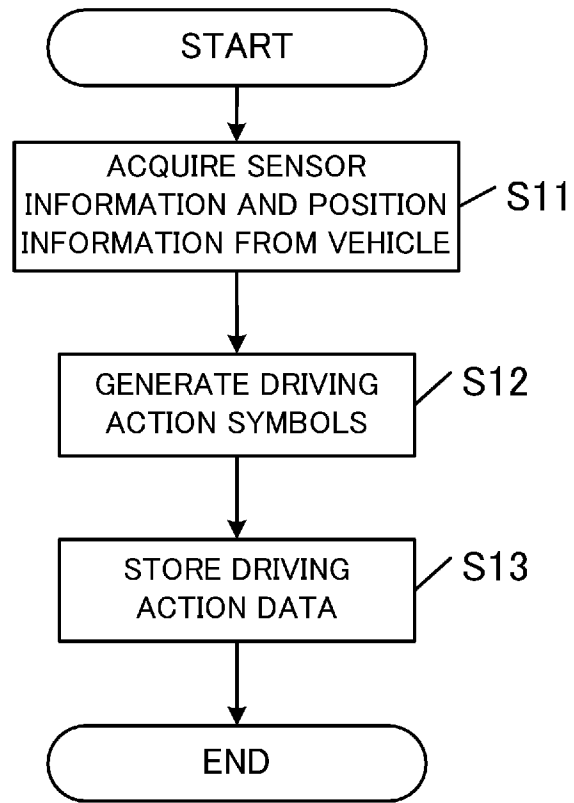 START
ACQUIRE SENSOR
INFORMATION AND POSITION
INFORMATION FROM VEHICLE
S11
GENERATE DRIVING
ACTION SYMBOLS
S12
STORE DRIVING
ACTION DATA
S13
END